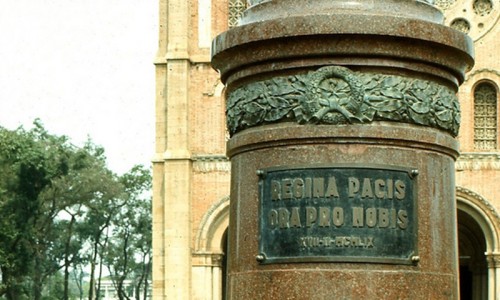 REGINA PACIS
ORA PRO NOBIS
XVII-II-MCMLIX